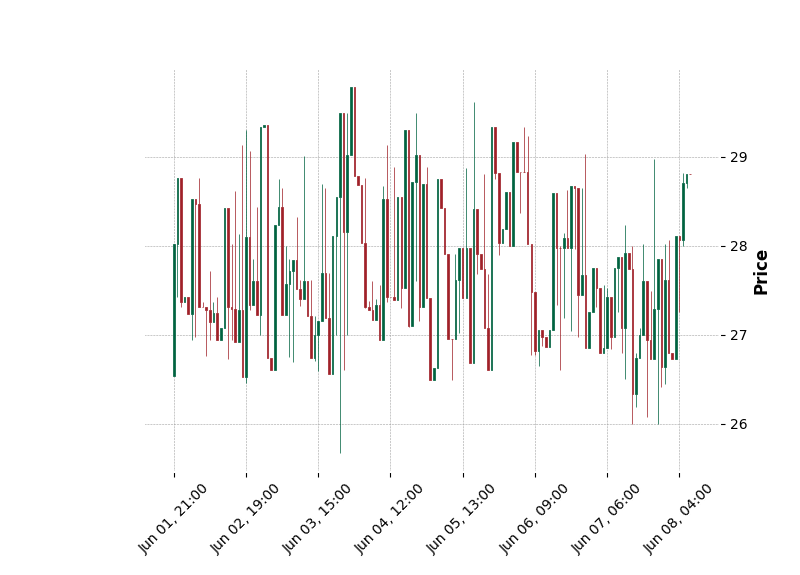 29
28
27
26
Price
Jun 01, 21:00
Jun 02, 19:00
Jun 03, 15:00
Jun 04, 12:00
Jun 05, 13:00
Jun 06, 09:00
Jun 07, 06:00
Jun 08, 04:00